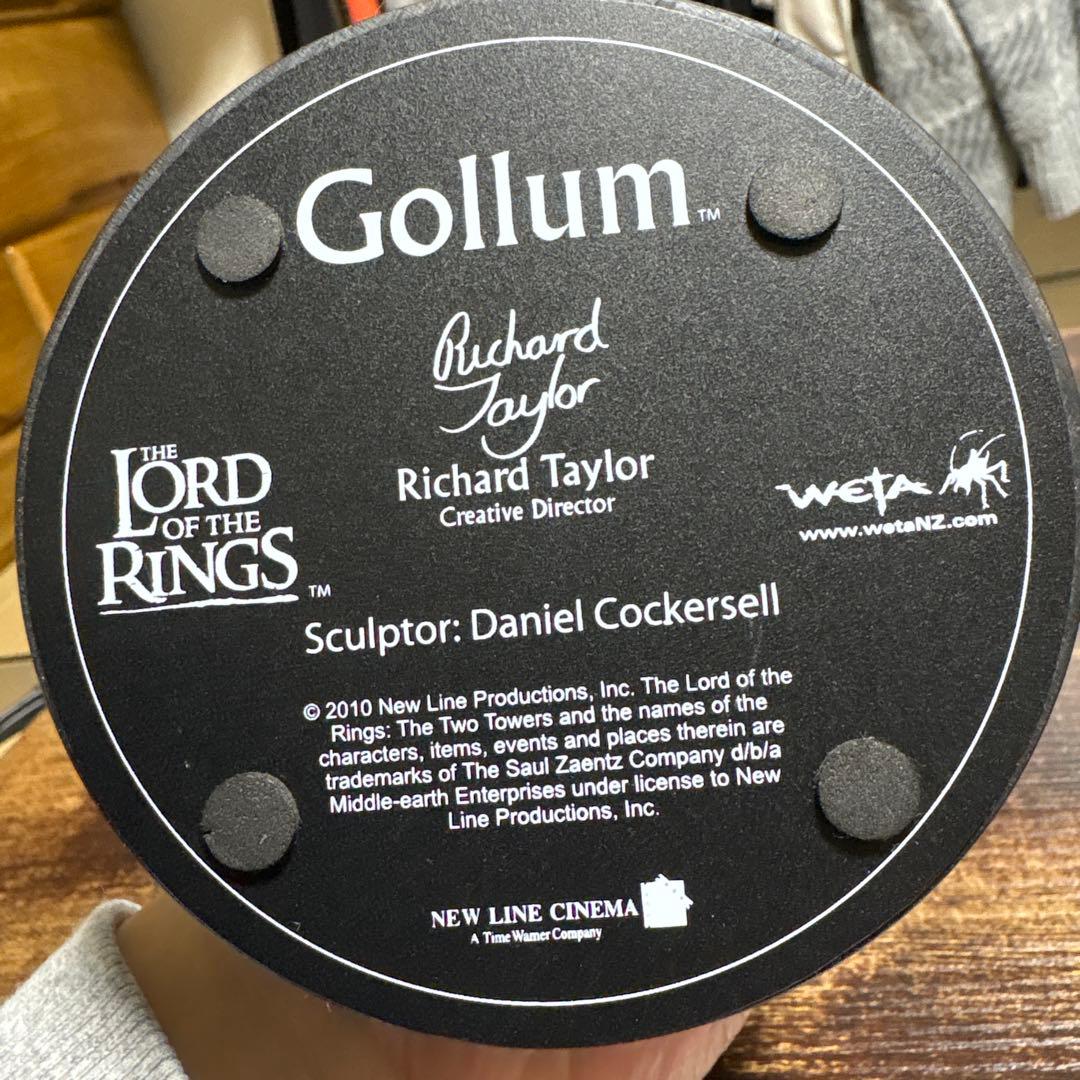 Gollum™
Richard
Taylor
Richard Taylor
Creative Director
THE
LORD
OF THE
RINGS™
WETA
www.wetaNZ.com
Sculptor: Daniel Cockersell
© 2010 New Line Productions, Inc. The Lord of the
Rings: The Two Towers and the names of the
characters, items, events and places therein are
trademarks of The Saul Zaentz Company d/b/a
Middle-earth Enterprises under license to New
Line Productions, Inc.
NEW LINE CINEMA
A Time Warner Company